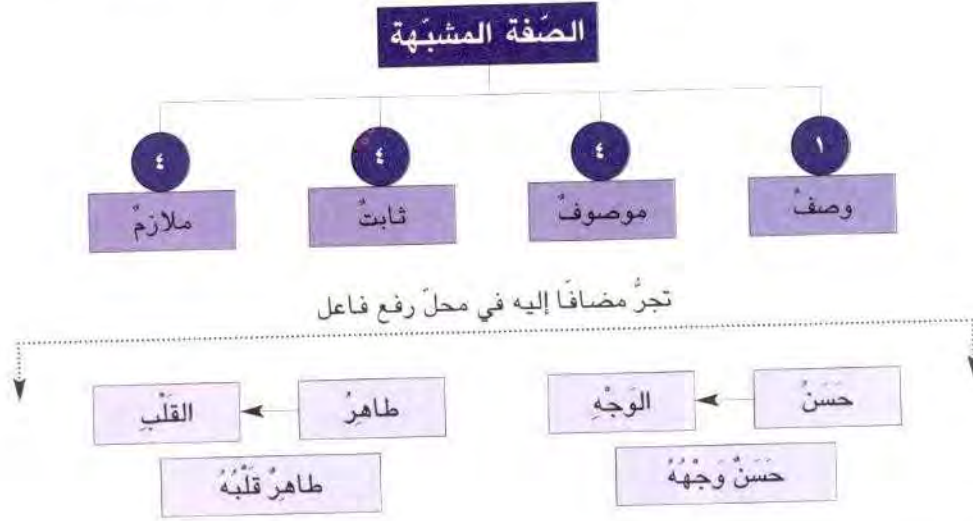 الصّفة المشبّهة
١
٤
٤
٤
وصفٌ
موصوفٌ
ثابتٌ
ملازمٌ
تجرُّ مضافًا إليه في محلّ رفع فاعل
حَسَنُ
الوَجْهِ
طاهِرُ
القَلْبِ
حَسَنٌ وَجْهُهُ
طاهِرٌ قَلْبُهُ